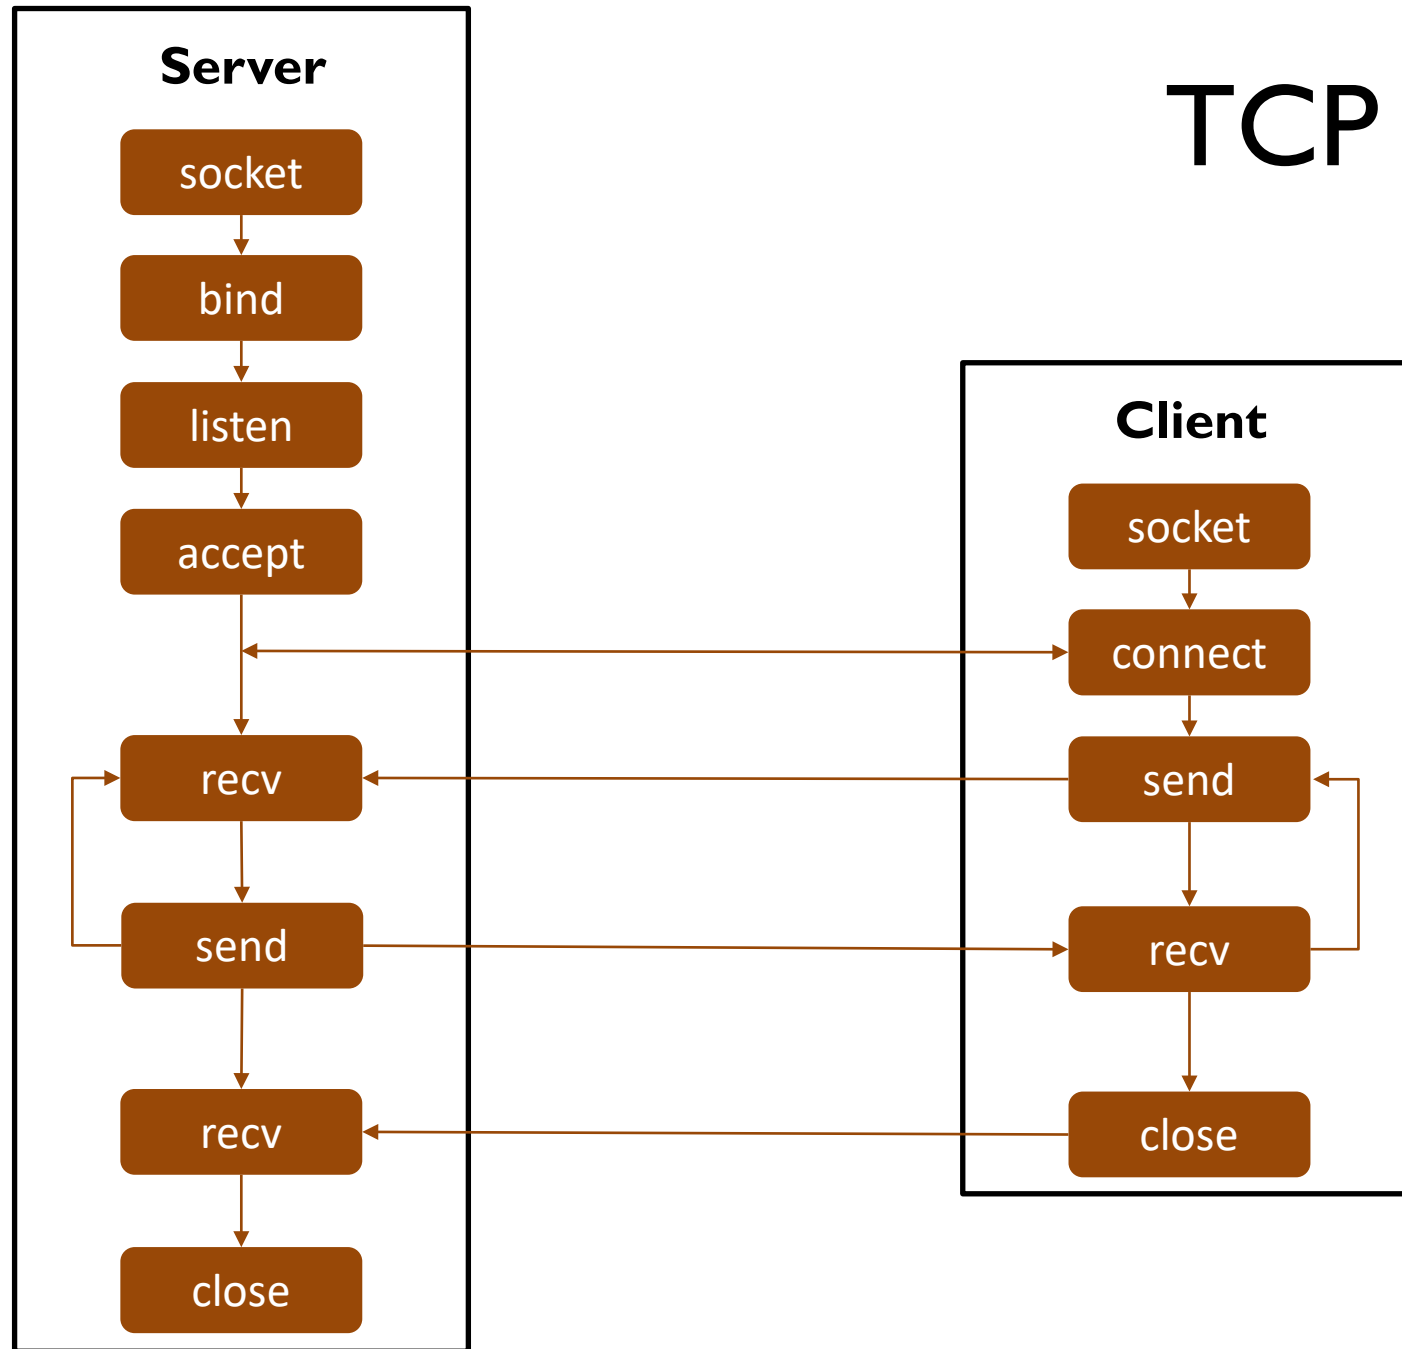 Server
TCP
socket
bind
listen
accept
recv
send
recv
close
Client
socket
connect
send
recv
close